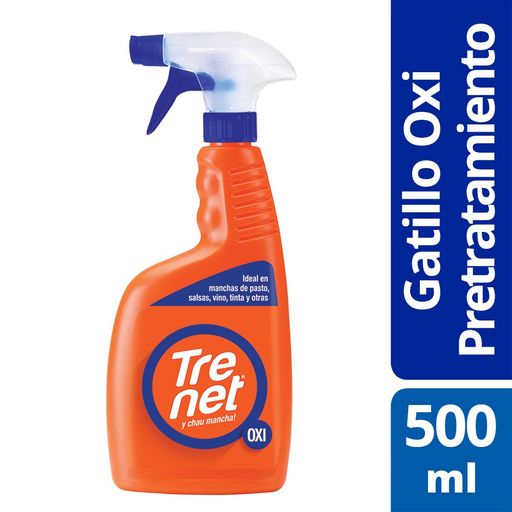 Ideal en
manchas de pasto,
salsas, vino, tinta y otras
Tre
net®
y chau mancha!
OXI
Gatillo Oxi
Pretratamiento
500
ml